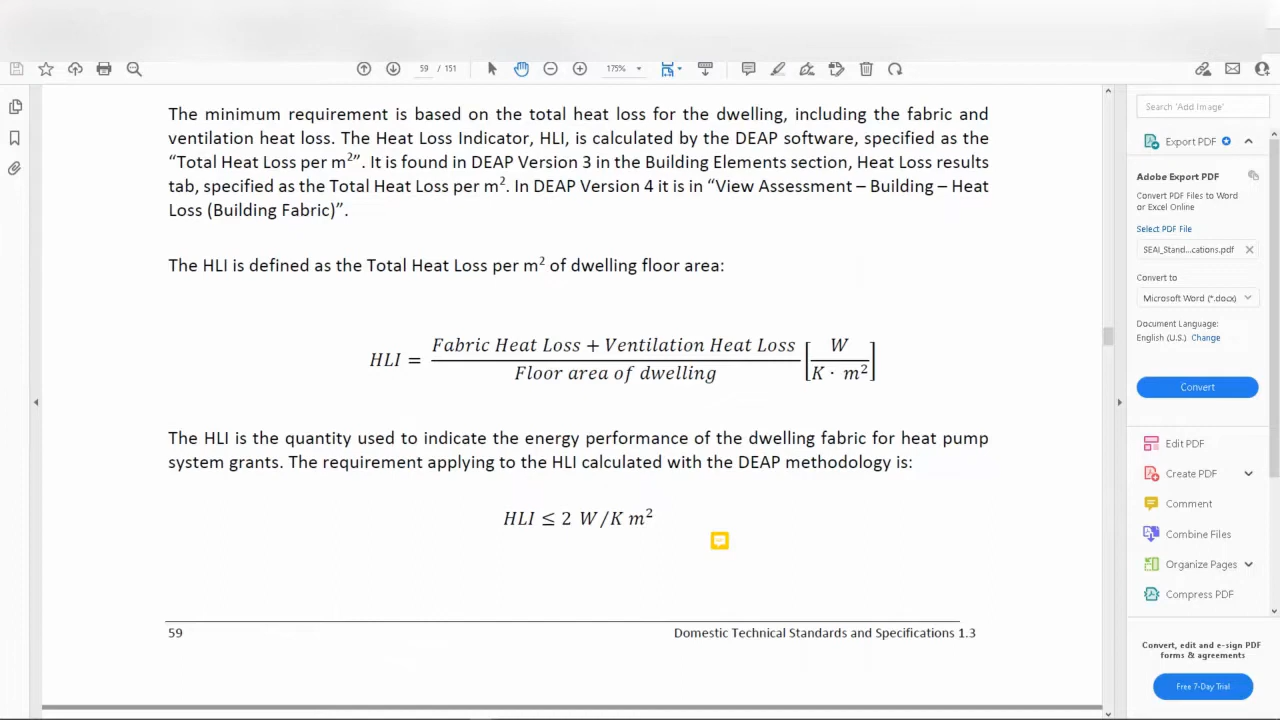 59 / 151
175%
The minimum requirement is based on the total heat loss for the dwelling, including the fabric and
ventilation heat loss. The Heat Loss Indicator, HLI, is calculated by the DEAP software, specified as the
“Total Heat Loss per m²”. It is found in DEAP Version 3 in the Building Elements section, Heat Loss results
tab, specified as the Total Heat Loss per m². In DEAP Version 4 it is in “View Assessment – Building – Heat
Loss (Building Fabric)”.
The HLI is defined as the Total Heat Loss per m² of dwelling floor area:
HLI = Fabric Heat Loss + Ventilation Heat Loss / Floor area of dwelling [W / K · m²]
The HLI is the quantity used to indicate the energy performance of the dwelling fabric for heat pump
system grants. The requirement applying to the HLI calculated with the DEAP methodology is:
HLI ≤ 2 W/K m²
59
Domestic Technical Standards and Specifications 1.3
Search 'Add Image'
Export PDF
Adobe Export PDF
Convert PDF Files to Word
or Excel Online
Select PDF File
SEAI_Stand...cations.pdf
Convert to
Microsoft Word (*.docx)
Document Language:
English (U.S.) Change
Convert
Edit PDF
Create PDF
Comment
Combine Files
Organize Pages
Compress PDF
Convert, edit and e-sign PDF
forms & agreements
Free 7-Day Trial